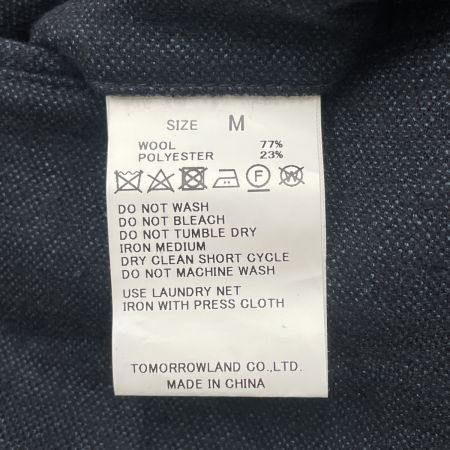 SIZE M
WOOL 77%
POLYESTER 23%
F W
DO NOT WASH
DO NOT BLEACH
DO NOT TUMBLE DRY
IRON MEDIUM
DRY CLEAN SHORT CYCLE
DO NOT MACHINE WASH
USE LAUNDRY NET
IRON WITH PRESS CLOTH
TOMORROWLAND CO.,LTD.
MADE IN CHINA